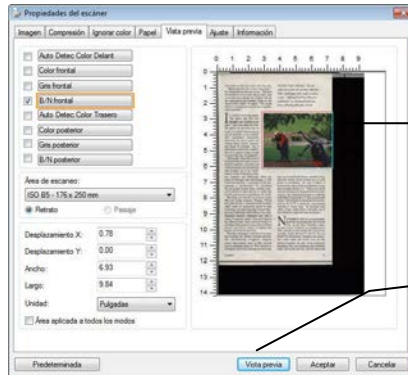 Propiedades del escáner
Imagen Compresión Ignorar color Papel Vista previa Ajuste Información
Auto Detec Color Delant
Color frontal
Gris frontal
B/N frontal
Auto Detec Color Trasero
Color posterior
Gris posterior
B/N posterior
Área de escaneo:
ISO B5 - 176 x 250 mm
Retrato Paisaje
Desplazamiento X: 0.78
Desplazamiento Y: 0.00
Ancho: 6.93
Largo: 9.84
Unidad: Pulgadas
Área aplicada a todos los modos
0 1 2 3 4 5 6 7 8 9
0
1
2
3
4
5
6
7
8
9
10
11
12
13
14
Predeterminada Vista previa Aceptar Cancelar